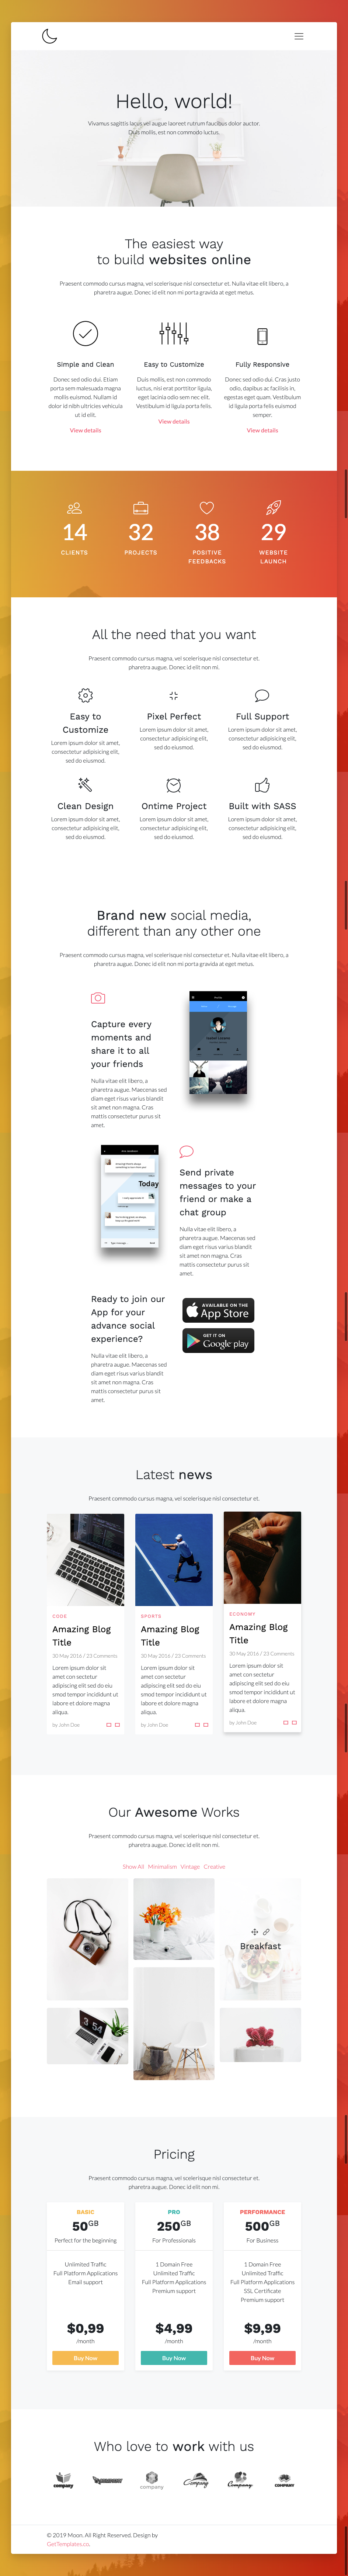 Hello, world!
Vivamus sagittis lacus vel augue laoreet rutrum faucibus dolor auctor.
Duis mollis, est non commodo luctus.
The easiest way
to build websites online
Praesent commodo cursus magna, vel scelerisque nisl consectetur et. Nulla vitae elit libero, a
pharetra augue. Donec id elit non mi porta gravida at eget metus.
Simple and Clean
Donec sed odio dui. Etiam
porta sem malesuada magna
mollis euismod. Nullam id
dolor id nibh ultricies vehicula
ut id elit.
View details
Easy to Customize
Duis mollis, est non commodo
luctus, nisi erat porttitor ligula,
eget lacinia odio sem nec elit.
Vestibulum id ligula porta felis.
View details
Fully Responsive
Donec sed odio dui. Cras justo
odio, dapibus ac facilisis in,
egestas eget quam. Vestibulum
id ligula porta felis euismod
semper.
View details
14
CLIENTS
32
PROJECTS
38
POSITIVE
FEEDBACKS
29
WEBSITE
LAUNCH
All the need that you want
Praesent commodo cursus magna, vel scelerisque nisl consectetur et.
pharetra augue. Donec id elit non mi.
Easy to
Customize
Lorem ipsum dolor sit amet,
consectetur adipisicing elit,
sed do eiusmod.
Pixel Perfect
Lorem ipsum dolor sit amet,
consectetur adipisicing elit,
sed do eiusmod.
Full Support
Lorem ipsum dolor sit amet,
consectetur adipisicing elit,
sed do eiusmod.
Clean Design
Lorem ipsum dolor sit amet,
consectetur adipisicing elit,
sed do eiusmod.
Ontime Project
Lorem ipsum dolor sit amet,
consectetur adipisicing elit,
sed do eiusmod.
Built with SASS
Lorem ipsum dolor sit amet,
consectetur adipisicing elit,
sed do eiusmod.
Brand new social media,
different than any other one
Praesent commodo cursus magna, vel scelerisque nisl consectetur et. Nulla vitae elit libero, a
pharetra augue. Donec id elit non mi porta gravida at eget metus.
Capture every
moments and
share it to all
your friends
Nulla vitae elit libero, a
pharetra augue. Maecenas sed
diam eget risus varius blandit
sit amet non magna. Cras
mattis consectetur purus sit
amet.
Today
Send private
messages to your
friend or make a
chat group
Nulla vitae elit libero, a
pharetra augue. Maecenas sed
diam eget risus varius blandit
sit amet non magna. Cras
mattis consectetur purus sit
amet.
Ready to join our
App for your
advance social
experience?
Nulla vitae elit libero, a
pharetra augue. Maecenas sed
diam eget risus varius blandit
sit amet non magna. Cras
mattis consectetur purus sit
amet.
AVAILABLE ON THE
App Store
GET IT ON
Google play
Latest news
Praesent commodo cursus magna, vel scelerisque nisl consectetur et.
CODE
Amazing Blog
Title
30 May 2016 / 23 Comments
Lorem ipsum dolor sit
amet con sectetur
adipisicing elit sed do eiu
smod tempor incididunt ut
labore et dolore magna
aliqua.
by John Doe
SPORTS
Amazing Blog
Title
30 May 2016 / 23 Comments
Lorem ipsum dolor sit
amet con sectetur
adipisicing elit sed do eiu
smod tempor incididunt ut
labore et dolore magna
aliqua.
by John Doe
ECONOMY
Amazing Blog
Title
30 May 2016 / 23 Comments
Lorem ipsum dolor sit
amet con sectetur
adipisicing elit sed do eiu
smod tempor incididunt ut
labore et dolore magna
aliqua.
by John Doe
Our Awesome Works
Praesent commodo cursus magna, vel scelerisque nisl consectetur et.
pharetra augue. Donec id elit non mi.
Show All Minimalism Vintage Creative
Breakfast
3 54
Pricing
Praesent commodo cursus magna, vel scelerisque nisl consectetur et.
pharetra augue. Donec id elit non mi.
BASIC
50GB
Perfect for the beginning
Unlimited Traffic
Full Platform Applications
Email support
$0,99
/month
Buy Now
PRO
250GB
For Professionals
1 Domain Free
Unlimited Traffic
Full Platform Applications
Premium support
$4,99
/month
Buy Now
PERFORMANCE
500GB
For Business
1 Domain Free
Unlimited Traffic
Full Platform Applications
SSL Certificate
Premium support
$9,99
/month
Buy Now
Who love to work with us
company
company
Company
Company
COMPANY
© 2019 Moon. All Right Reserved. Design by
GetTemplates.co.